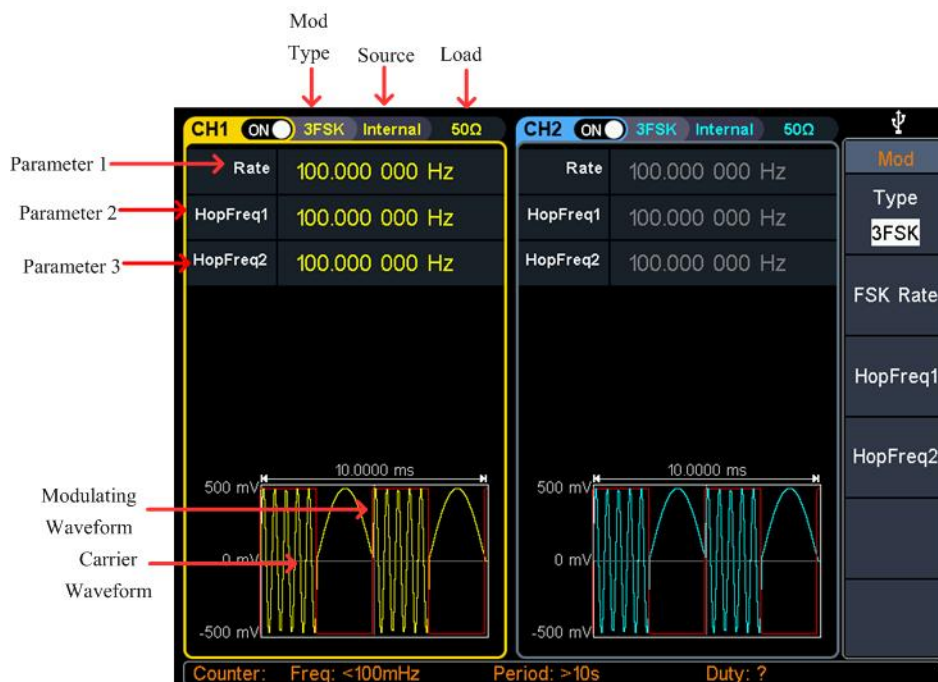 Mod
Type
Source
Load
CH1 ON 3FSK Internal 50Ω
CH2 ON 3FSK Internal 50Ω
Parameter 1
Rate 100.000 000 Hz
Parameter 2
HopFreq1 100.000 000 Hz
Parameter 3
HopFreq2 100.000 000 Hz
Rate 100.000 000 Hz
HopFreq1 100.000 000 Hz
HopFreq2 100.000 000 Hz
Mod
Type
3FSK
FSK Rate
HopFreq1
HopFreq2
Modulating
Waveform
Carrier
Waveform
10.0000 ms
500 mV
0 mV
-500 mV
10.0000 ms
500 mV
0 mV
-500 mV
Counter: Freq: <100mHz Period: >10s Duty: ?